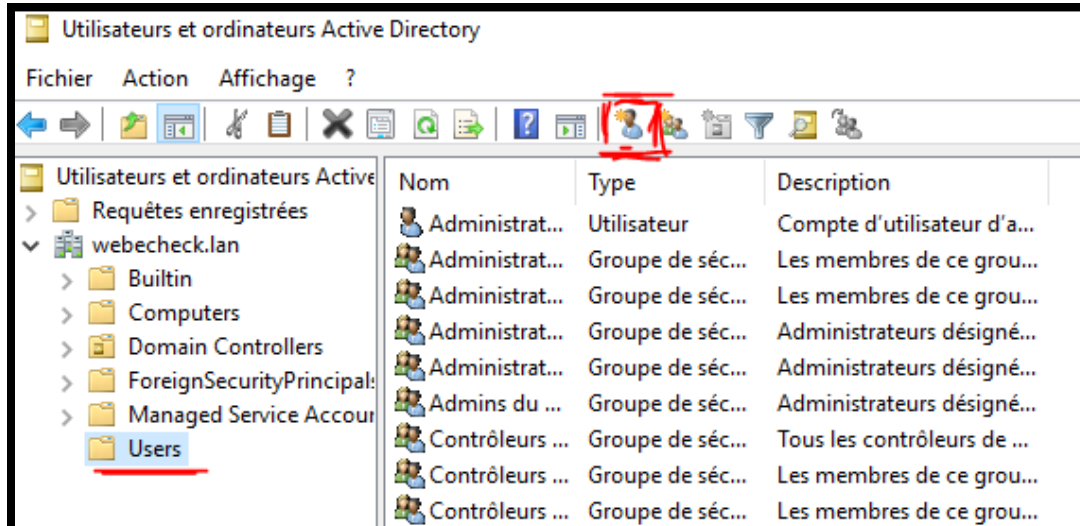 Utilisateurs et ordinateurs Active Directory
Fichier Action Affichage ?
Utilisateurs et ordinateurs Active
Requêtes enregistrées
webecheck.lan
Builtin
Computers
Domain Controllers
ForeignSecurityPrincipals
Managed Service Accour
Users
Nom Type Description
Administrat... Utilisateur Compte d'utilisateur d'a...
Administrat... Groupe de séc... Les membres de ce grou...
Administrat... Groupe de séc... Les membres de ce grou...
Administrat... Groupe de séc... Administrateurs désigné...
Administrat... Groupe de séc... Administrateurs désigné...
Admins du ... Groupe de séc... Administrateurs désigné...
Contrôleurs ... Groupe de séc... Tous les contrôleurs de ...
Contrôleurs ... Groupe de séc... Les membres de ce grou...
Contrôleurs ... Groupe de séc... Les membres de ce grou...